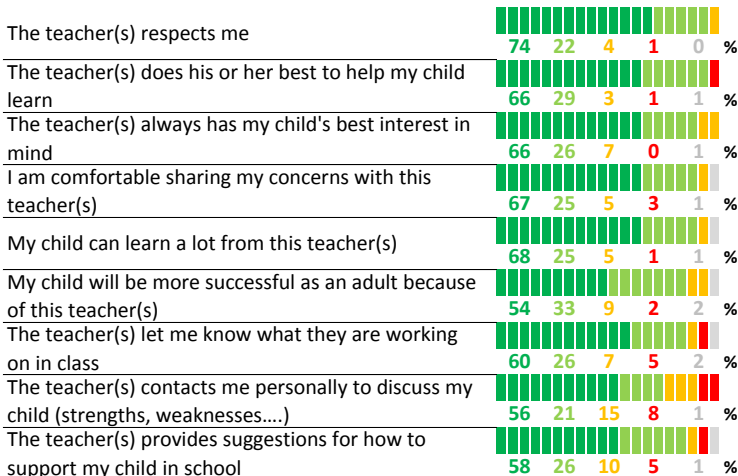 The teacher(s) respects me
74 22 4 1 0 %
The teacher(s) does his or her best to help my child
learn
66 29 3 1 1 %
The teacher(s) always has my child's best interest in
mind
66 26 7 0 1 %
I am comfortable sharing my concerns with this
teacher(s)
67 25 5 3 1 %
My child can learn a lot from this teacher(s)
68 25 5 1 1 %
My child will be more successful as an adult because
of this teacher(s)
54 33 9 2 2 %
The teacher(s) let me know what they are working
on in class
60 26 7 5 2 %
The teacher(s) contacts me personally to discuss my
child (strengths, weaknesses….)
56 21 15 8 1 %
The teacher(s) provides suggestions for how to
support my child in school
58 26 10 5 1 %